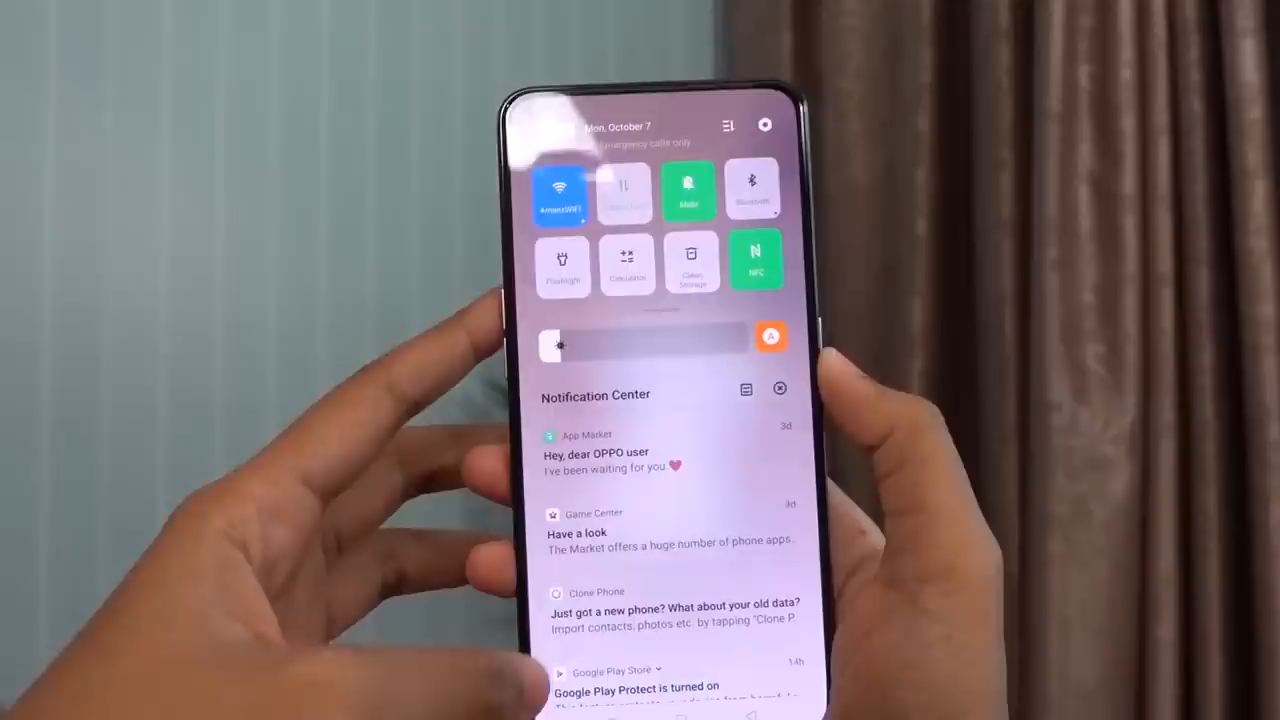 Mon, October 7
Emergency calls only
Mute
Bluetooth
Flashlight
Calculator
Clean
Storage
NFC
A
Notification Center
App Market
3d
Hey, dear OPPO user
I've been waiting for you.❤
Game Center
3d
Have a look
The Market offers a huge number of phone apps..
Clone Phone
Just got a new phone? What about your old data?
Import contacts, photos etc. by tapping "Clone P.
Google Play Store
14h
Google Play Protect is turned on